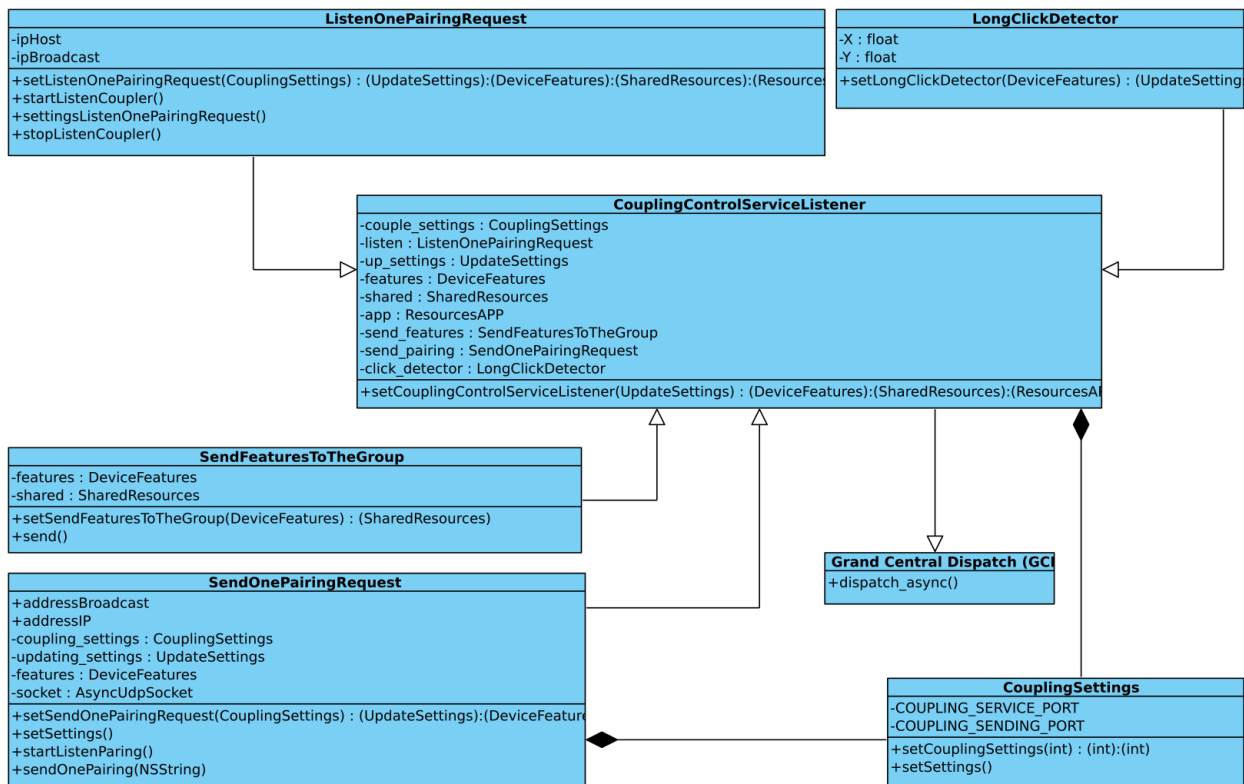 ListenOnePairingRequest
-ipHost
-ipBroadcast
+setListenOnePairingRequest(CouplingSettings) : (UpdateSettings):(DeviceFeatures):(SharedResources):(Resources
+startListenCoupler()
+settingsListenOnePairingRequest()
+stopListenCoupler()
LongClickDetector
-X : float
-Y : float
+setLongClickDetector(DeviceFeatures) : (UpdateSettings
CouplingControlServiceListener
-couple_settings : CouplingSettings
-listen : ListenOnePairingRequest
-up_settings : UpdateSettings
-features : DeviceFeatures
-shared : SharedResources
-app : ResourcesAPP
-send_features : SendFeaturesToTheGroup
-send_pairing : SendOnePairingRequest
-click_detector : LongClickDetector
+setCouplingControlServiceListener(UpdateSettings) : (DeviceFeatures):(SharedResources):(ResourcesA
SendFeaturesToTheGroup
-features : DeviceFeatures
-shared : SharedResources
+setSendFeaturesToTheGroup(DeviceFeatures) : (SharedResources)
+send()
Grand Central Dispatch (GC
+dispatch_async()
SendOnePairingRequest
+addressBroadcast
+addressIP
-coupling_settings : CouplingSettings
-updating_settings : UpdateSettings
-features : DeviceFeatures
-socket : AsyncUdpSocket
+setSendOnePairingRequest(CouplingSettings) : (UpdateSettings):(DeviceFeature
+setSettings()
+startListenParing()
+sendOnePairing(NSString)
CouplingSettings
-COUPLING_SERVICE_PORT
-COUPLING_SENDING_PORT
+setCouplingSettings(int) : (int):(int)
+setSettings()